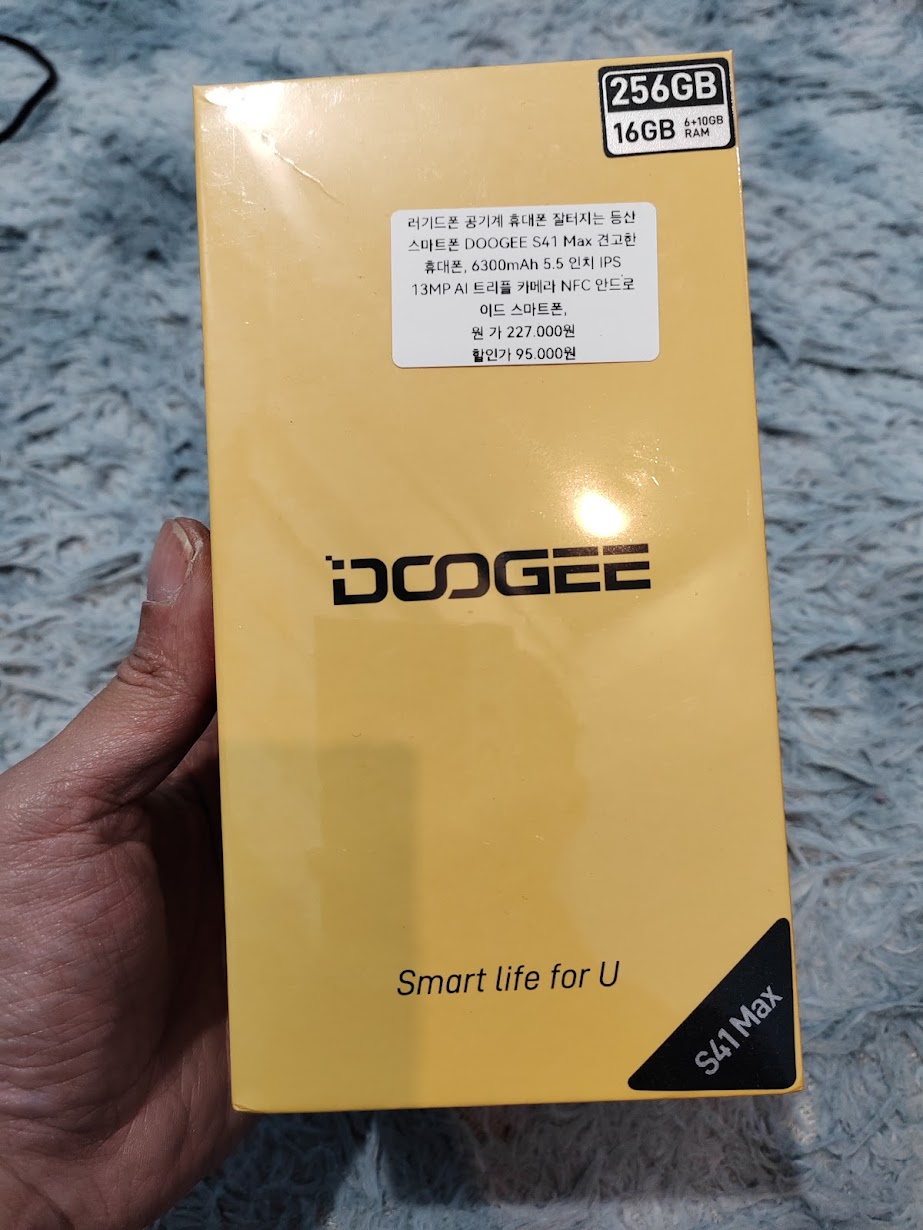 256GB
16GB 6+10GB RAM
러기드폰 공기계 휴대폰 잘터지는 등산
스마트폰 DOOGEE S41 Max 견고한
휴대폰, 6300mAh 5.5 인치 IPS
13MP AI 트리플 카메라 NFC 안드로
이드 스마트폰,
원 가 227.000원
할인가 95.000원
DOOGEE
Smart life for U
S41 Max